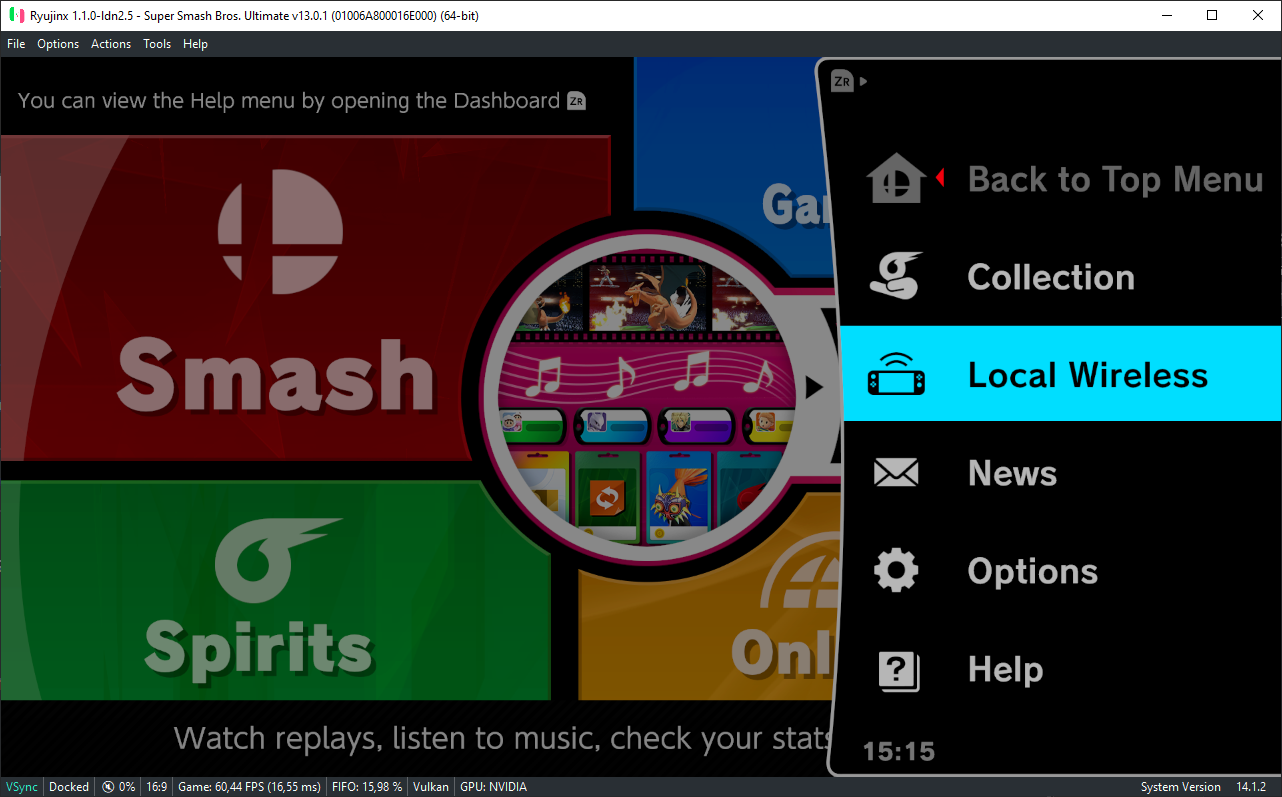 Ryujinx 1.1.0-ldn2.5 - Super Smash Bros. Ultimate v13.0.1 (01006A800016E000) (64-bit)
File Options Actions Tools Help
You can view the Help menu by opening the Dashboard ZR
ZR
Smash
Spirits
Watch replays, listen to music, check your stats
Back to Top Menu
Collection
Local Wireless
News
Options
Help
15:15
VSync Docked 0% 16:9 Game: 60,44 FPS (16,55 ms) FIFO: 15,98 % Vulkan GPU: NVIDIA System Version 14.1.2